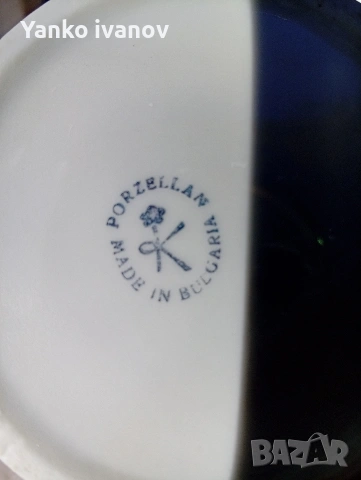 Yanko ivanov
PORZELLAN
K
MADE IN BULGARIA
BAZAR